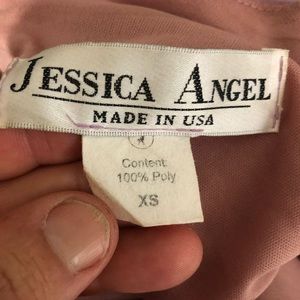 JESSICA ANGEL
MADE IN USA
Content:
100% Poly
XS